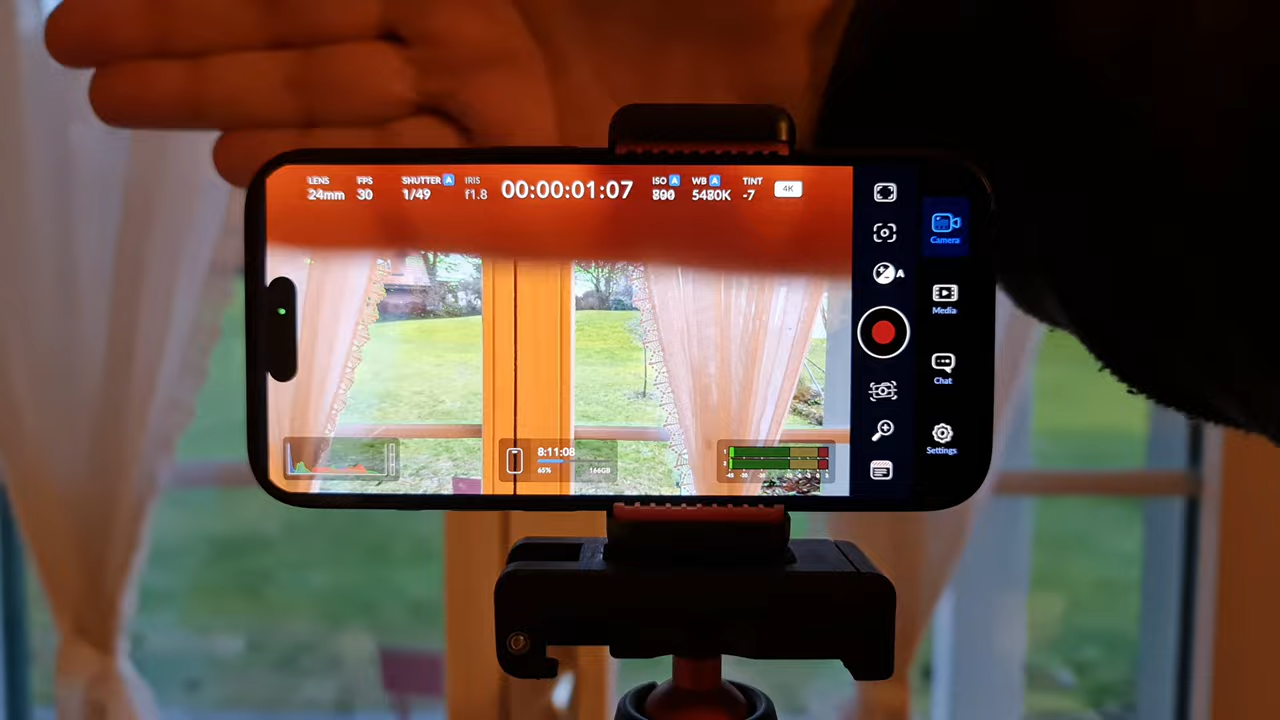 LENS FPS SHUTTER A IRIS 00:00:01:07 ISO A WB A TINT 4K
24mm 30 1/49 f1.8 800 5480K -7
A
Camera
Media
Chat
Settings
8:11:08
65% 166GB